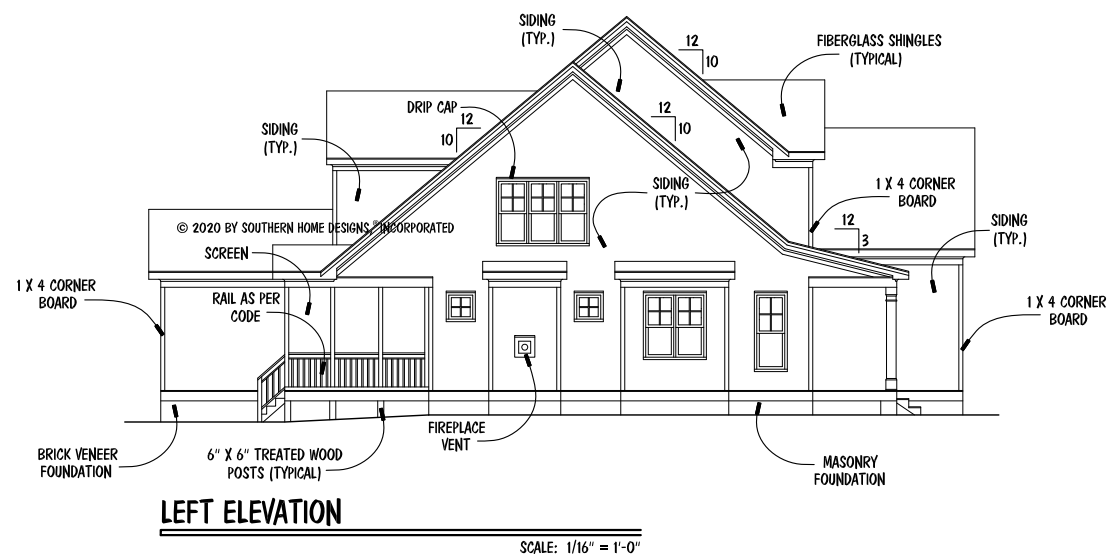 SIDING
(TYP.)
12
10
FIBERGLASS SHINGLES
(TYPICAL)
DRIP CAP
12
10
12
10
SIDING
(TYP.)
SIDING
(TYP.)
1 X 4 CORNER
BOARD
© 2020 BY SOUTHERN HOME DESIGNS,® INCORPORATED
12
3
SIDING
(TYP.)
SCREEN
1 X 4 CORNER
BOARD
RAIL AS PER
CODE
1 X 4 CORNER
BOARD
BRICK VENEER
FOUNDATION
6" X 6" TREATED WOOD
POSTS (TYPICAL)
FIREPLACE
VENT
MASONRY
FOUNDATION
LEFT ELEVATION
SCALE: 1/16" = 1'-0"